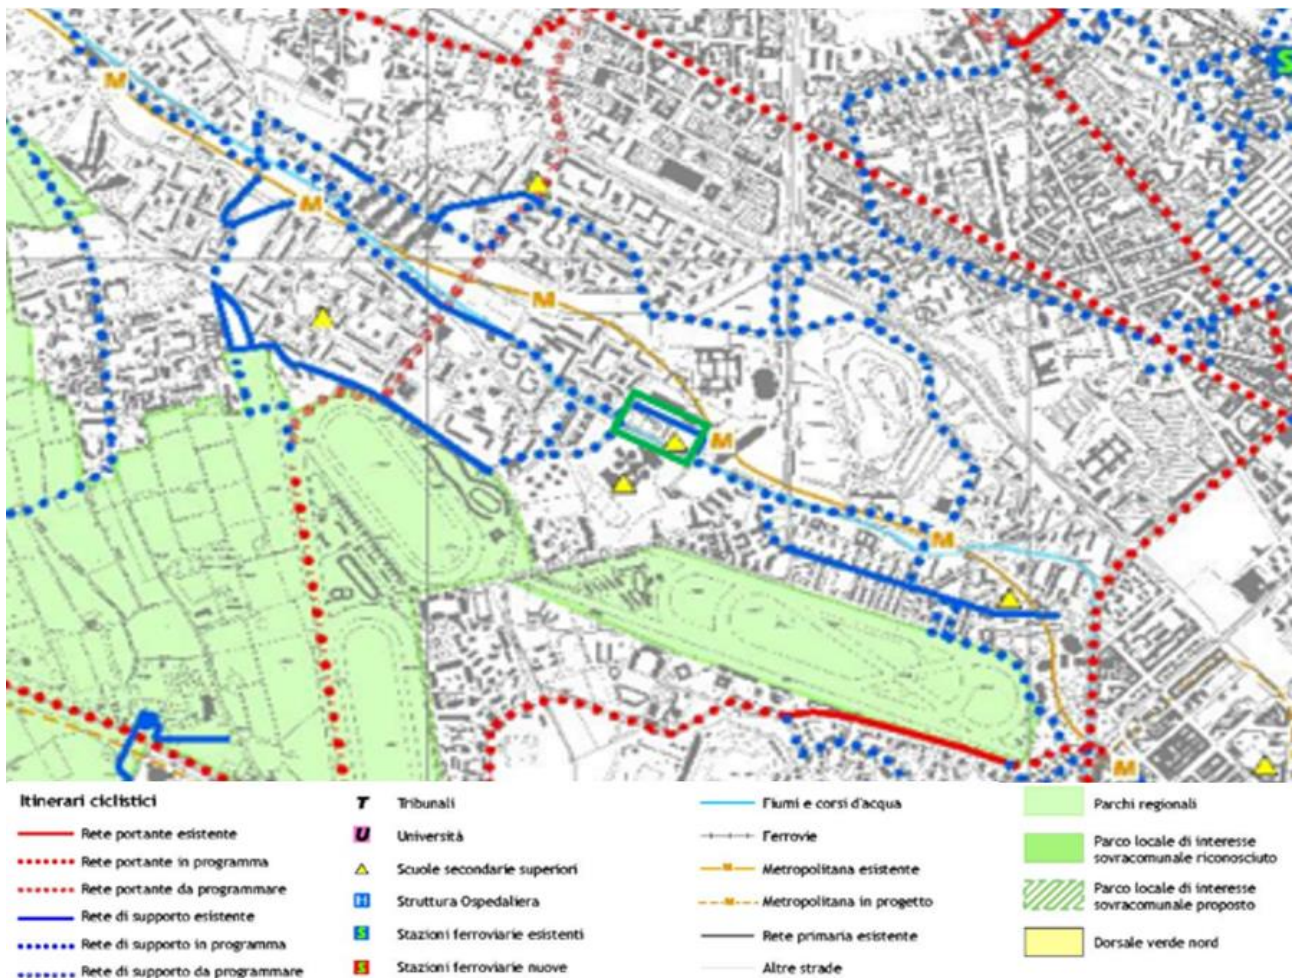 M
M
M
M
M
M
S
Itinerari ciclistici
Rete portante esistente
Rete portante in programma
Rete portante da programmare
Rete di supporto esistente
Rete di supporto in programma
Rete di supporto da programmare
T Tribunali
U Università
Scuole secondarie superiori
H Struttura Ospedaliera
S Stazioni ferroviarie esistenti
S Stazioni ferroviarie nuove
Fiumi e corsi d'acqua
Ferrovie
M Metropolitana esistente
M Metropolitana in progetto
Rete primaria esistente
Altre strade
Parchi regionali
Parco locale di interesse
sovracomunale riconosciuto
Parco locale di interesse
sovracomunale proposto
Dorsale verde nord